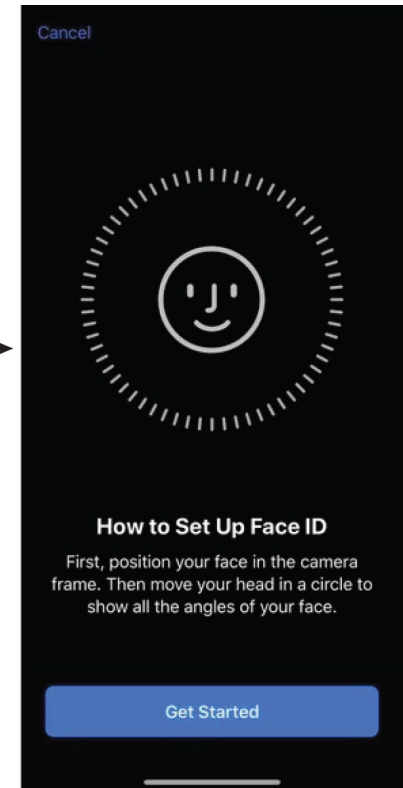 Cancel
How to Set Up Face ID
First, position your face in the camera
frame. Then move your head in a circle to
show all the angles of your face.
Get Started